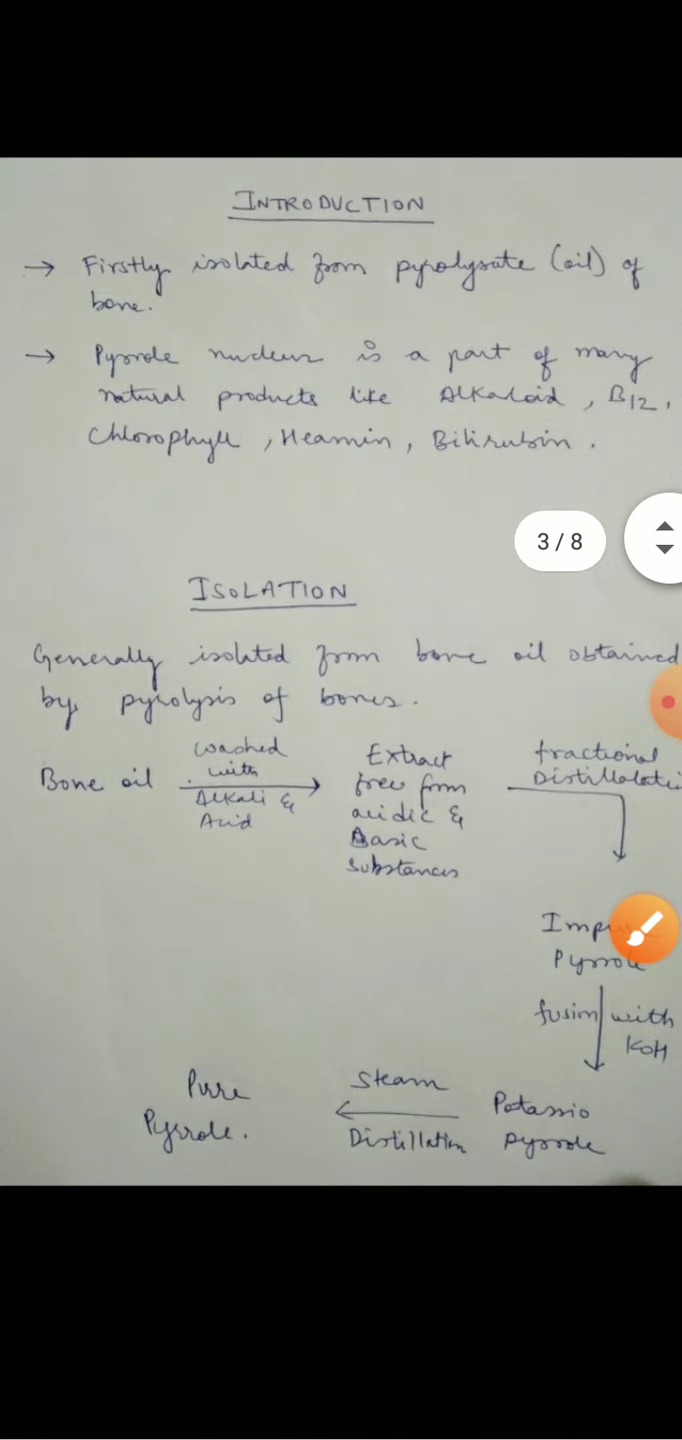 INTRODUCTION
→ Firstly isolated from pyrolysate (oil) of
bone.
→ Pyrrole nucleus is a part of many
natural products like Alkaloid, B12,
Chlorophyll, Heamin, Bilirubin.
3 / 8
ISOLATION
Generally isolated from bone oil obtained
by pyrolysis of bones.
Bone oil
washed
with
Alkali &
Acid
Extract
free from
acidic &
Basic
substances
fractional
Pyrrole
fusion with
KOH
Potassio
pyrrole
Steam
Distillation
Pure
Pyrrole.